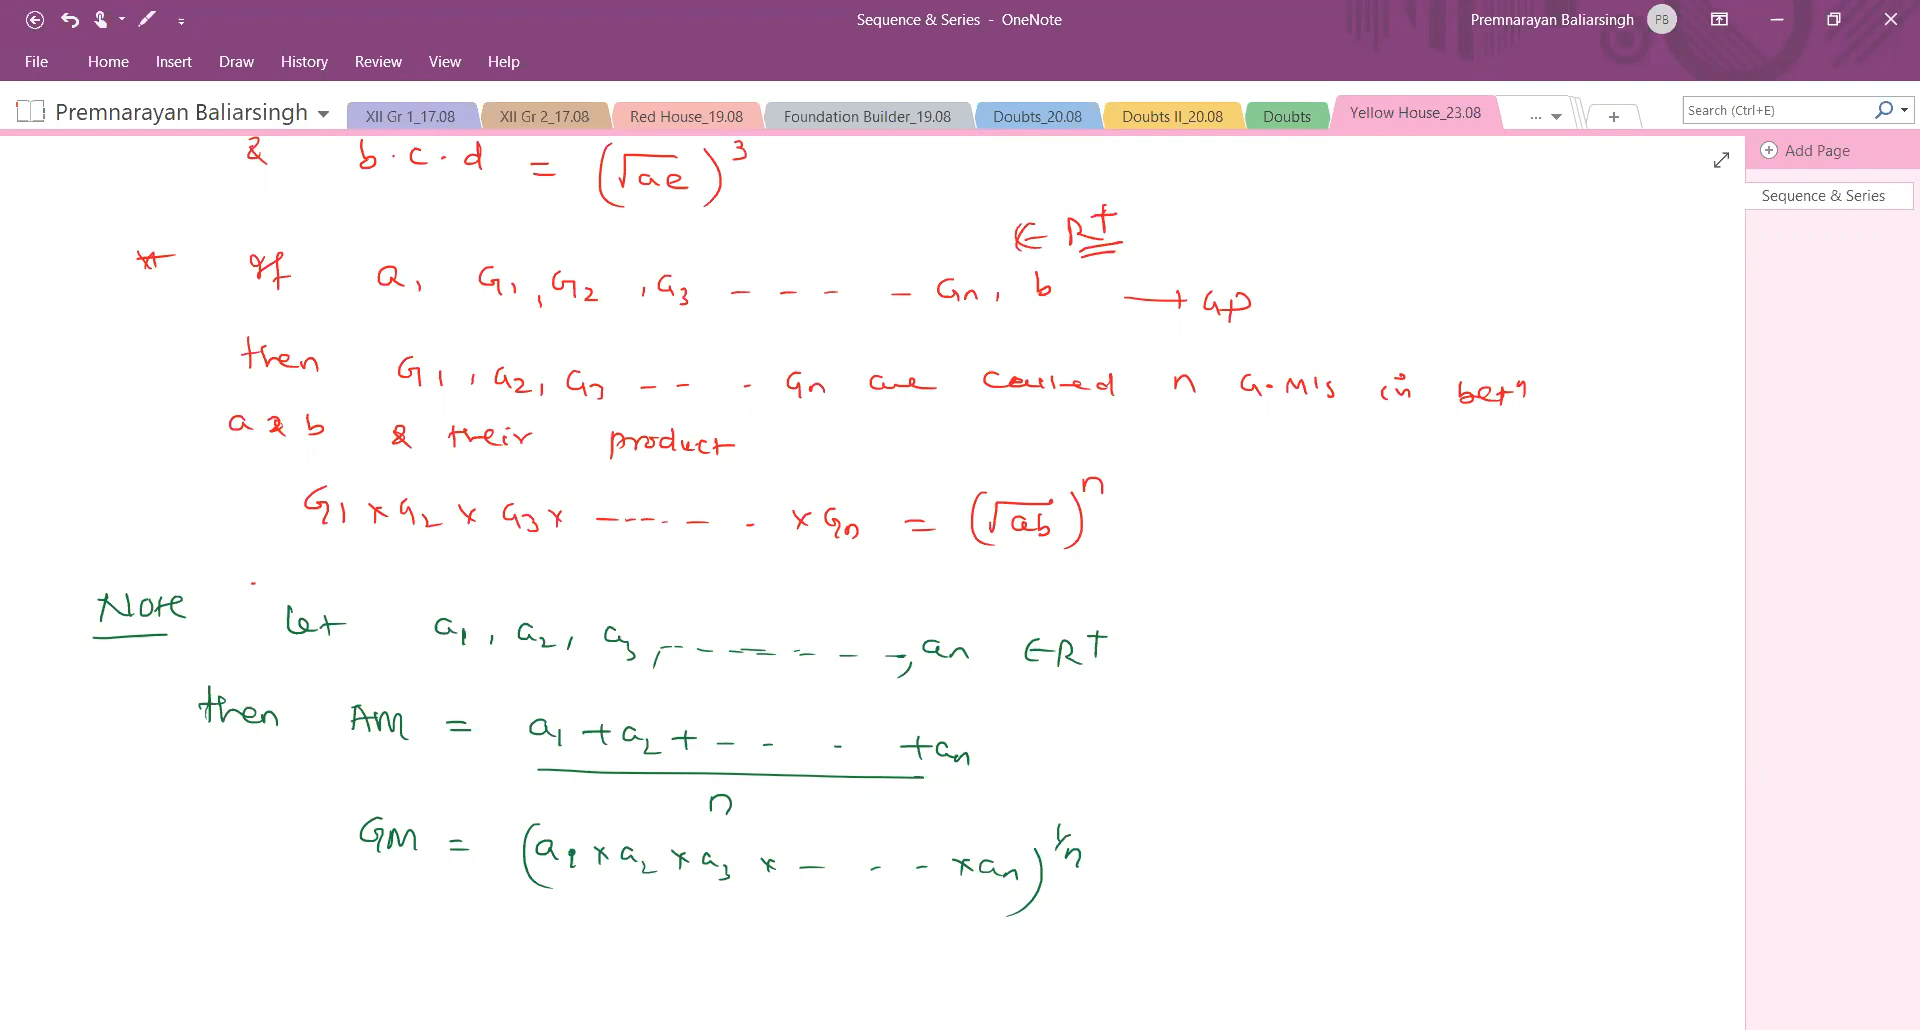 Sequence & Series - OneNote
Premnarayan Baliarsingh PB
File Home Insert Draw History Review View Help
Premnarayan Baliarsingh
XII Gr 1_17.08 XII Gr 2_17.08 Red House_19.08 Foundation Builder_19.08 Doubts_20.08 Doubts II_20.08 Doubts Yellow House_23.08 ... +
Search (Ctrl+E)
Add Page
Sequence & Series
& b·c·d = (√ae)³
∈ R⁺
* If a, G₁, G₂, G₃ - - - - - Gₙ, b → GP
then G₁, G₂, G₃ - - - Gₙ are called n G.M's in betⁿ
a & b & their product
G₁ × G₂ × G₃ × ------- × Gₙ = (√ab)ⁿ
Note let a₁, a₂, a₃, ---------, aₙ ∈ R⁺
then AM = a₁ + a₂ + - - - + aₙ
n
GM = (a₁ × a₂ × a₃ × - - - × aₙ)^1/n